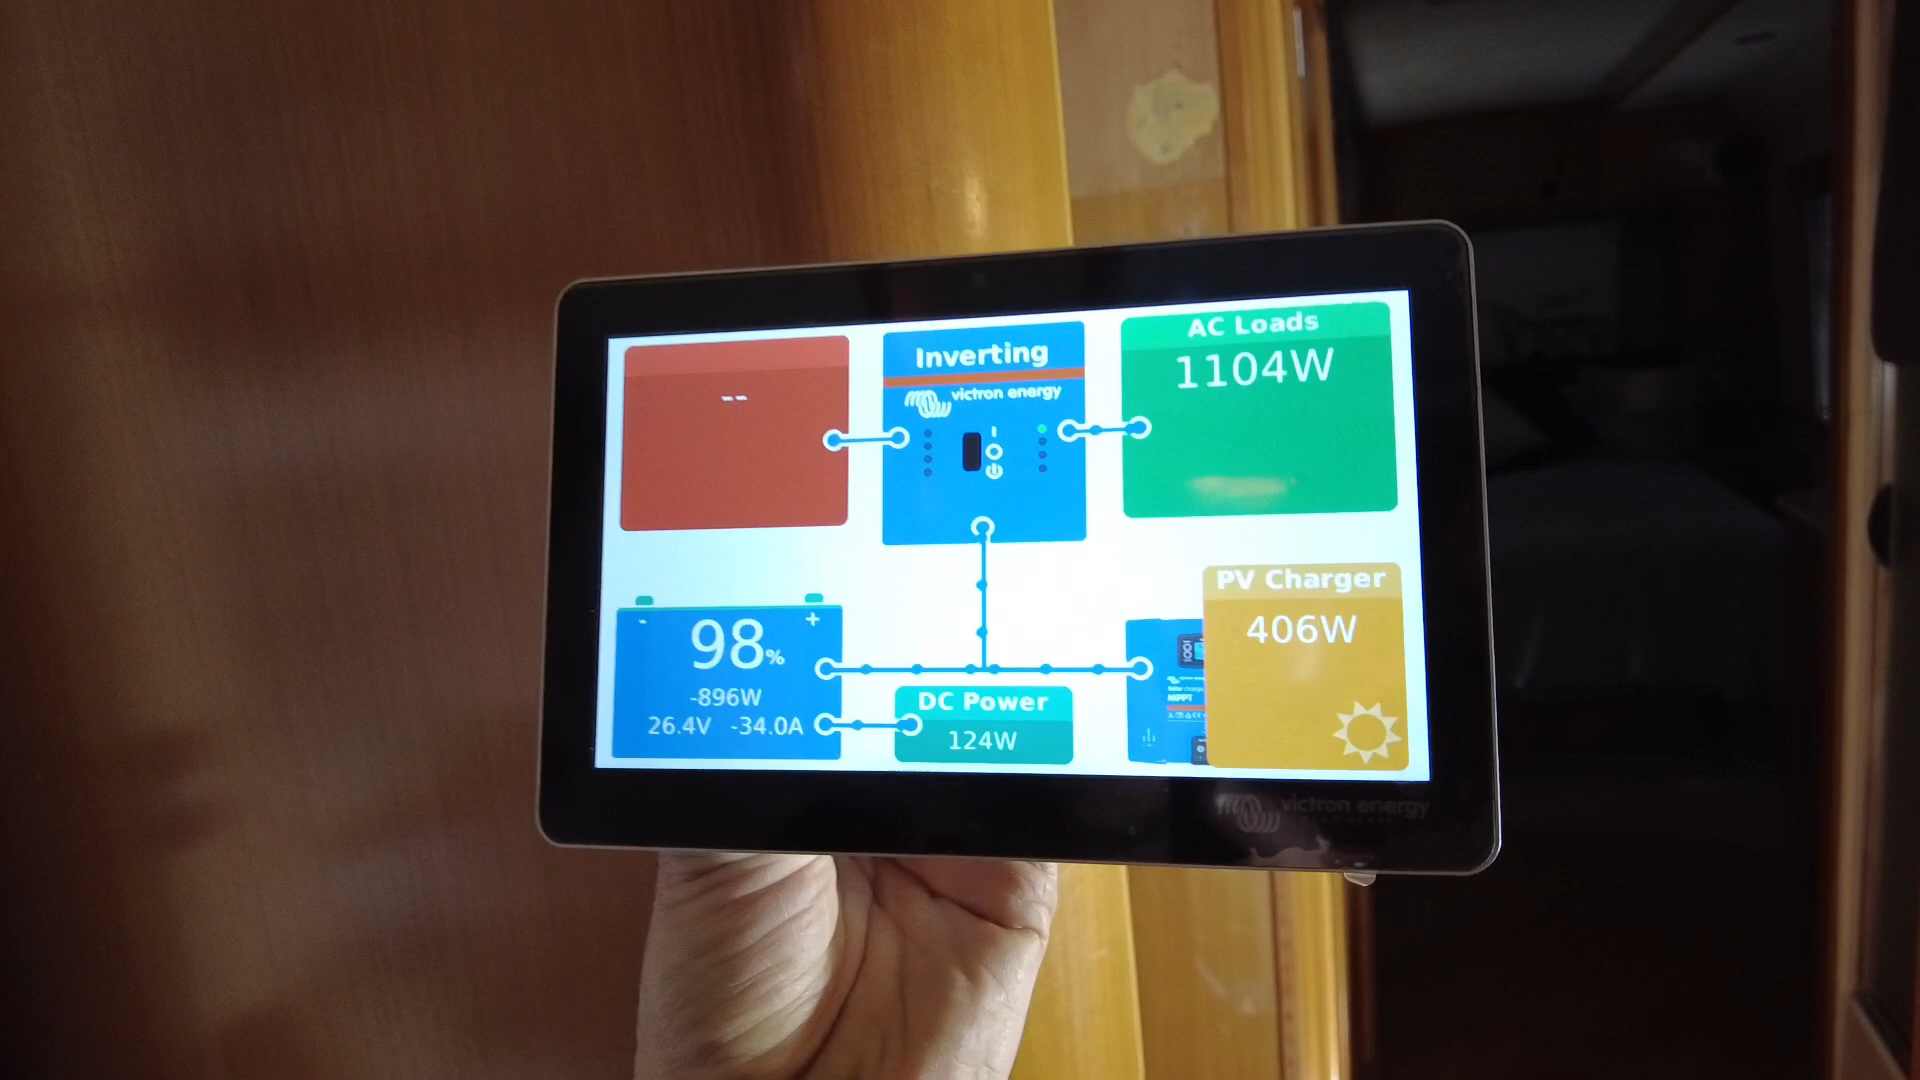 --
Inverting
victron energy
AC Loads
1104W
98%
-896W
26.4V -34.0A
- +
DC Power
124W
MPPT
PV Charger
406W
victron energy